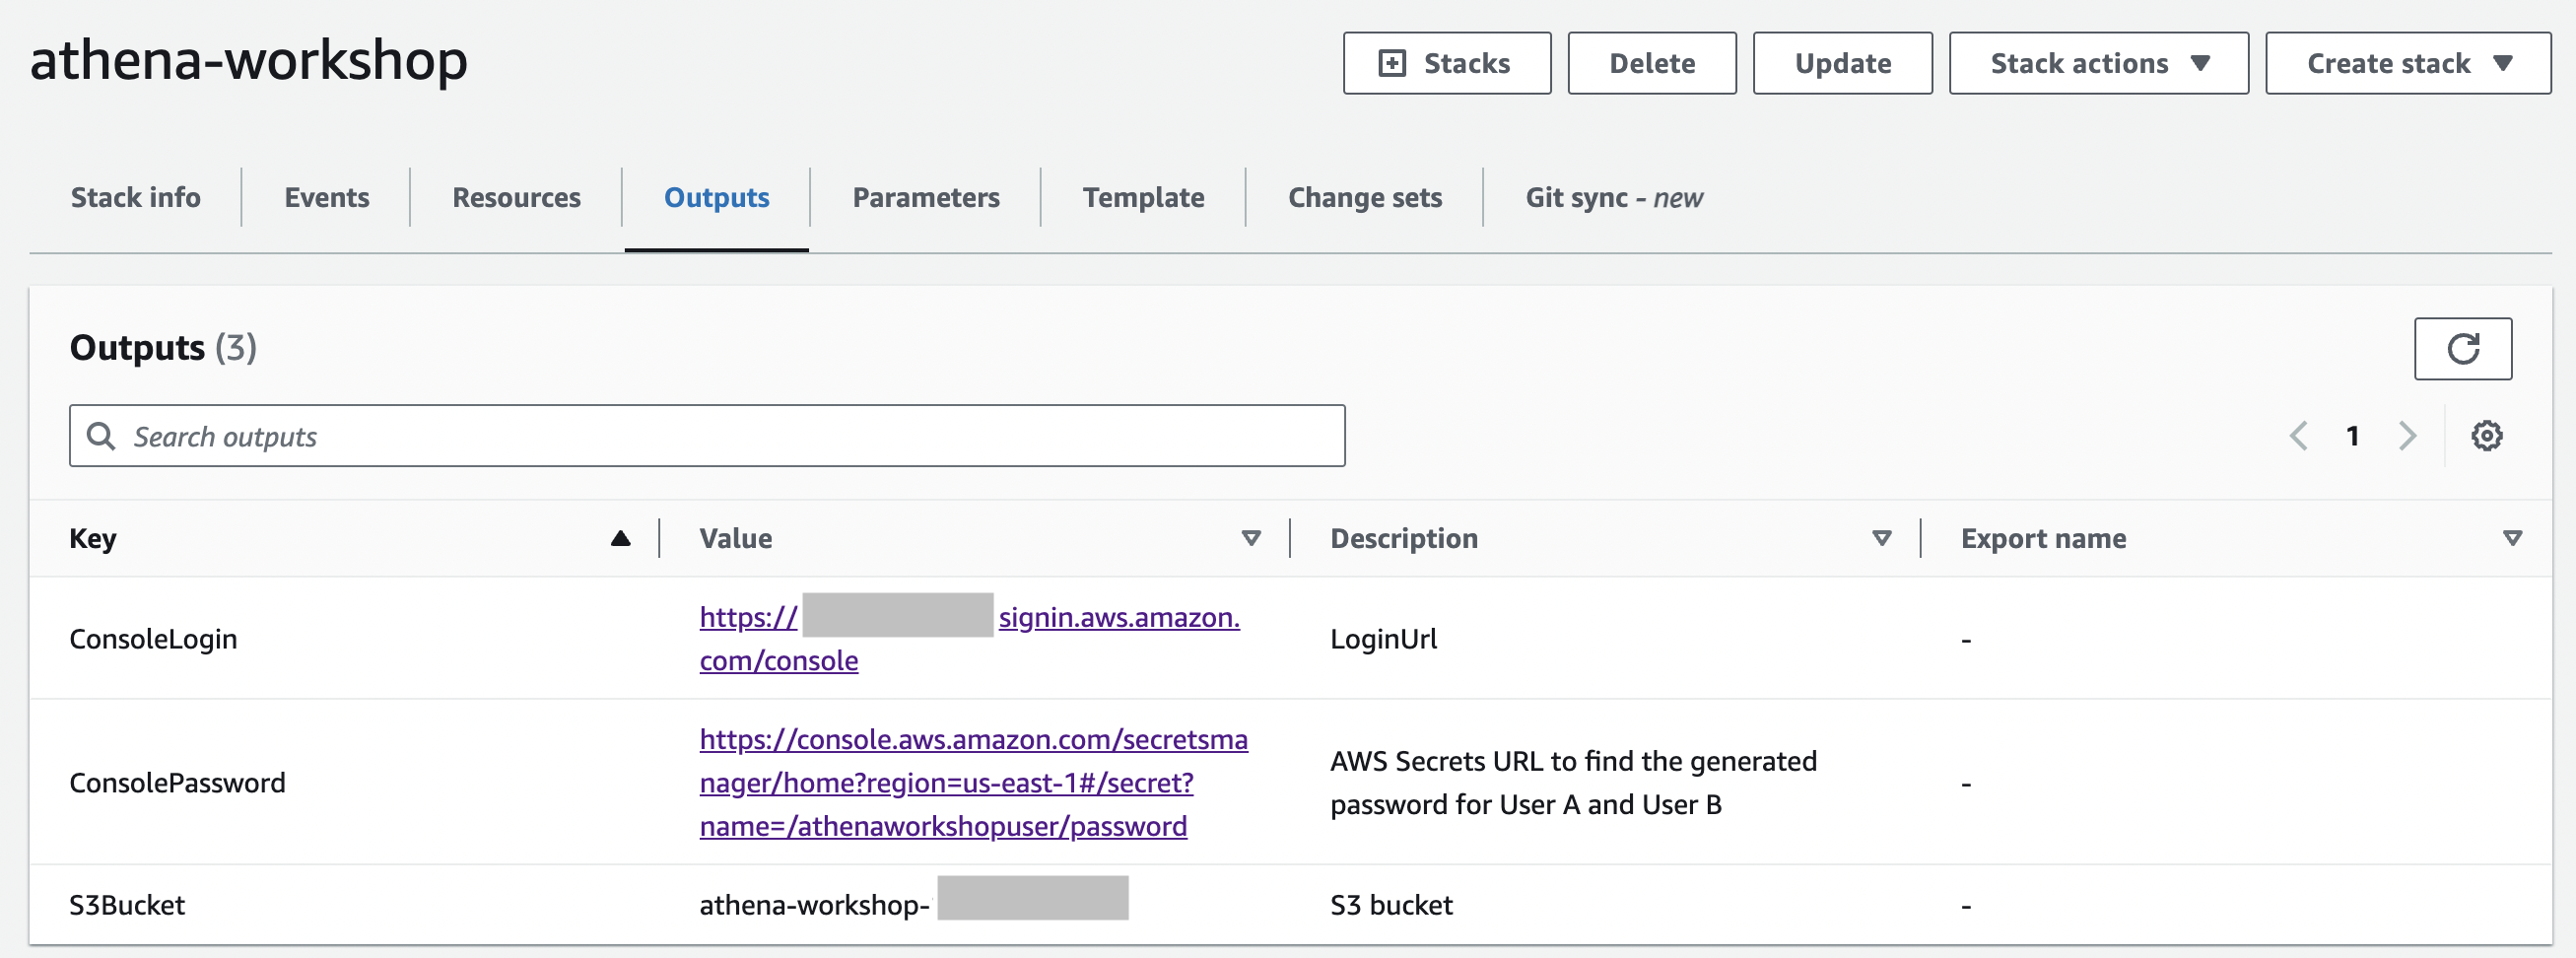 athena-workshop
Stacks
Delete
Update
Stack actions
Create stack
Stack info
Events
Resources
Outputs
Parameters
Template
Change sets
Git sync - new
Outputs (3)
Search outputs
1
Key
Value
Description
Export name
ConsoleLogin
https:// signin.aws.amazon.
com/console
LoginUrl
-
ConsolePassword
https://console.aws.amazon.com/secretsma
nager/home?region=us-east-1#/secret?
name=/athenaworkshopuser/password
AWS Secrets URL to find the generated
password for User A and User B
-
S3Bucket
athena-workshop-
S3 bucket
-